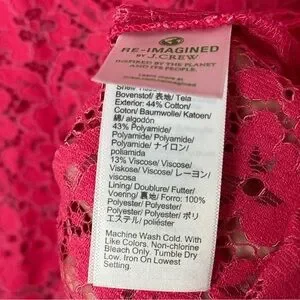 RE-IMAGINED
BY J.CREW
INSPIRED BY THE PLANET
AND ITS PEOPLE.
Learn more at
Bovenstof/ 表地/ Tela
Exterior: 44% Cotton/
Coton/ Baumwolle/ Katoen/
綿/ algodón
43% Polyamide/
Polyamide/ Polyamide/
Polyamide/ ナイロン/
poliamida
13% Viscose/ Viscose/
Viskose/ Viscose/ レーヨン/
viscosa
Lining/ Doublure/ Futter/
Voering/ 裏地/ Forro: 100%
Polyester/ Polyester/
Polyester/ Polyester/ ポリ
エステル/ poliéster
Machine Wash Cold. With
Like Colors. Non-chlorine
Bleach Only. Tumble Dry
Low. Iron On Lowest
Setting.